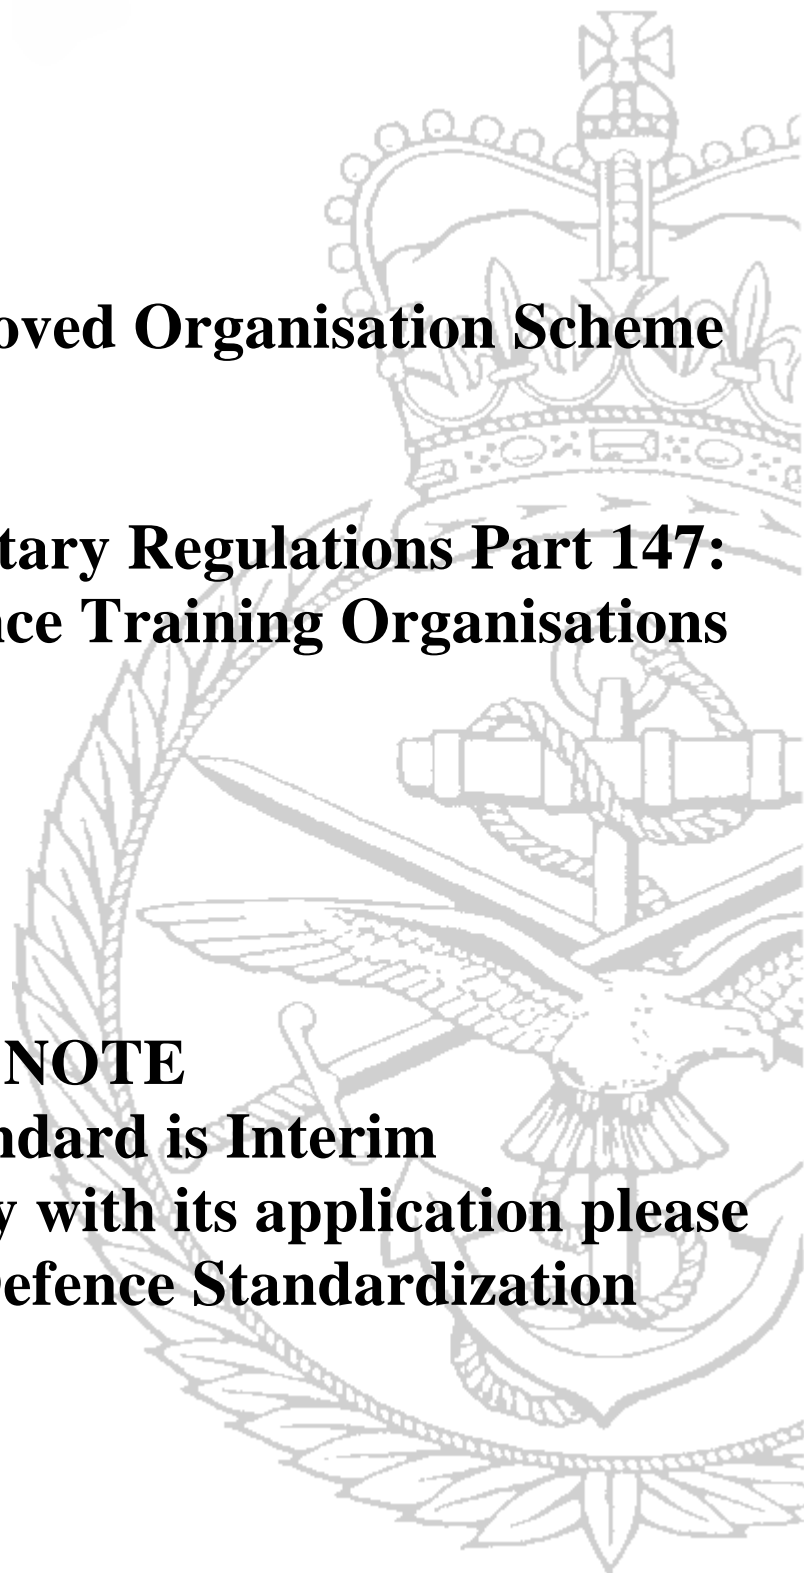 oved Organisation Scheme
tary Regulations Part 147:
nce Training Organisations
NOTE
ndard is Interim
y with its application please
efence Standardization